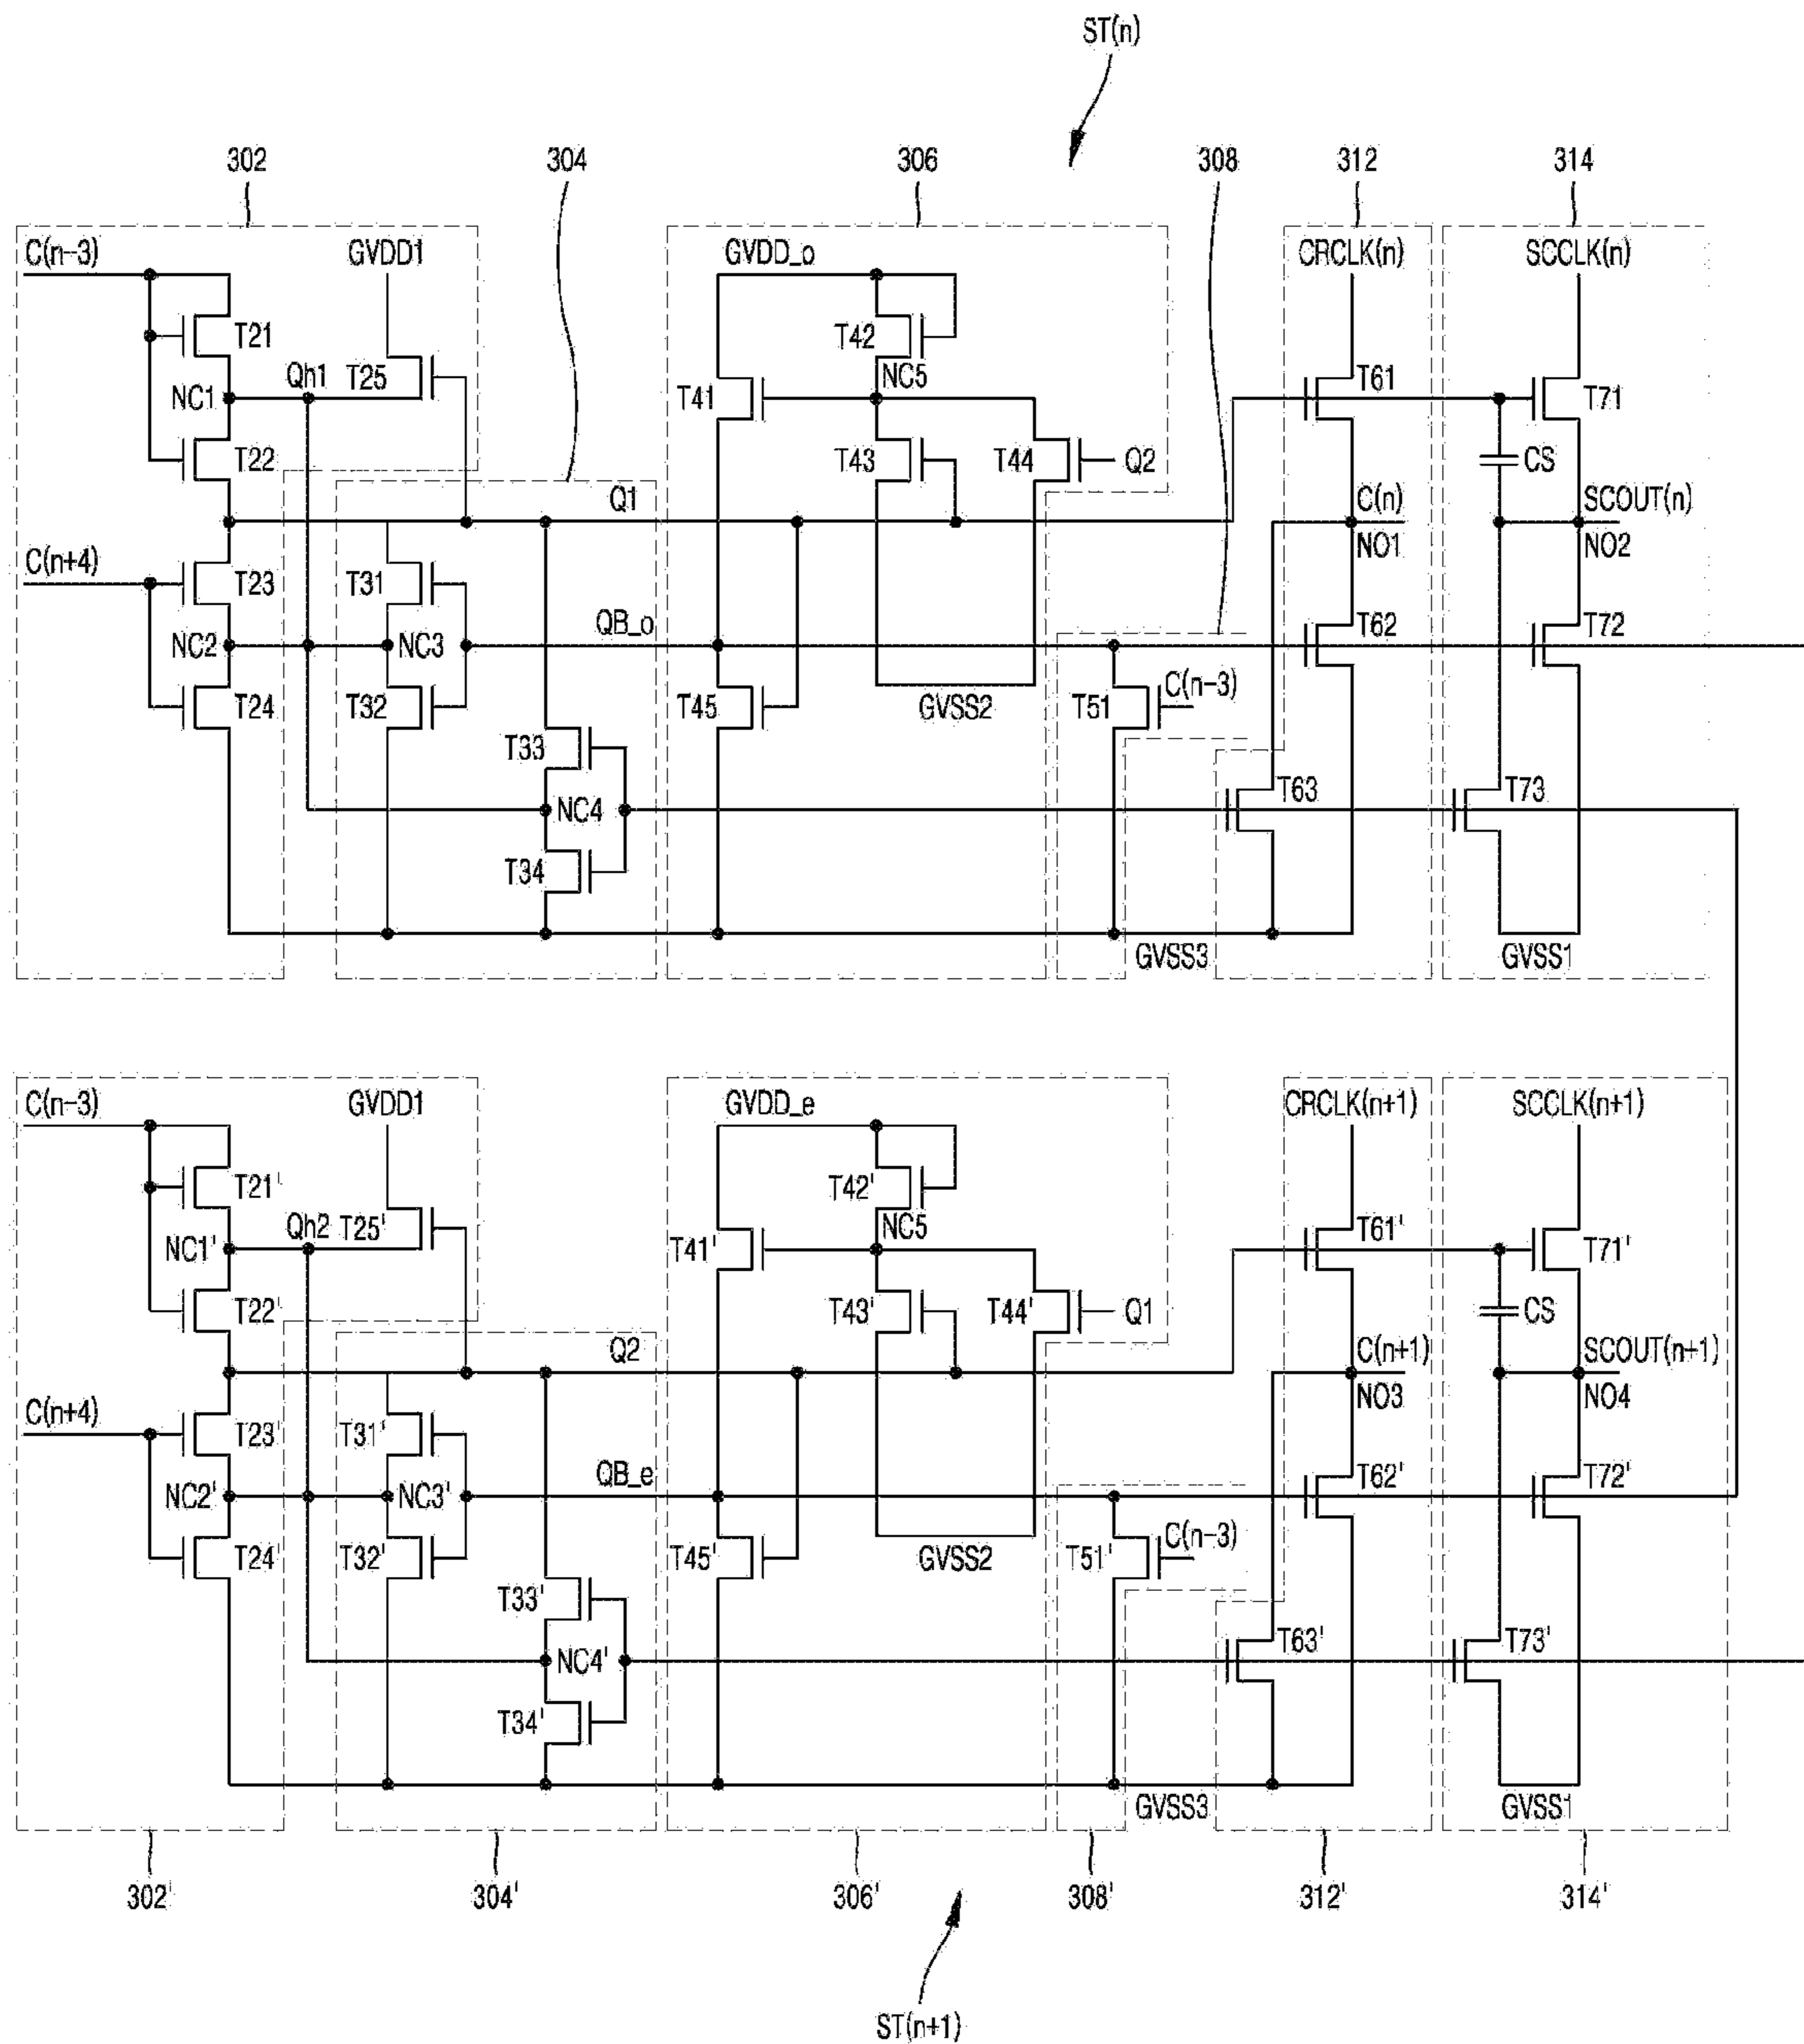 ST(n)
302 304 306 308 312 314
C(n-3) GVDD1 GVDD_o CRCLK(n) SCCLK(n)
T21 T42
Qh1 T25 NC5 T61
NC1 T41 T71
T22 T43 T44 Q2 CS
Q1 C(n) SCOUT(n)
C(n+4) NO1 NO2
T23 T31
QB_o T62 T72
NC2 NC3
T24 T32 T45 GVSS2 T51 C(n-3)
T33
NC4 T63 T73
T34
GVSS3 GVSS1
C(n-3) GVDD1 GVDD_e CRCLK(n+1) SCCLK(n+1)
T21' T42'
Qh2 T25' NC5 T61'
NC1' T41' T71'
T22' T43' T44' Q1 CS
Q2 C(n+1) SCOUT(n+1)
C(n+4) NO3 NO4
T23' T31'
QB_e T62' T72'
NC2' NC3'
T24' T32' T45' GVSS2 T51' C(n-3)
T33'
NC4' T63' T73'
T34'
GVSS3 GVSS1
302' 304' 306' 308' 312' 314'
ST(n+1)